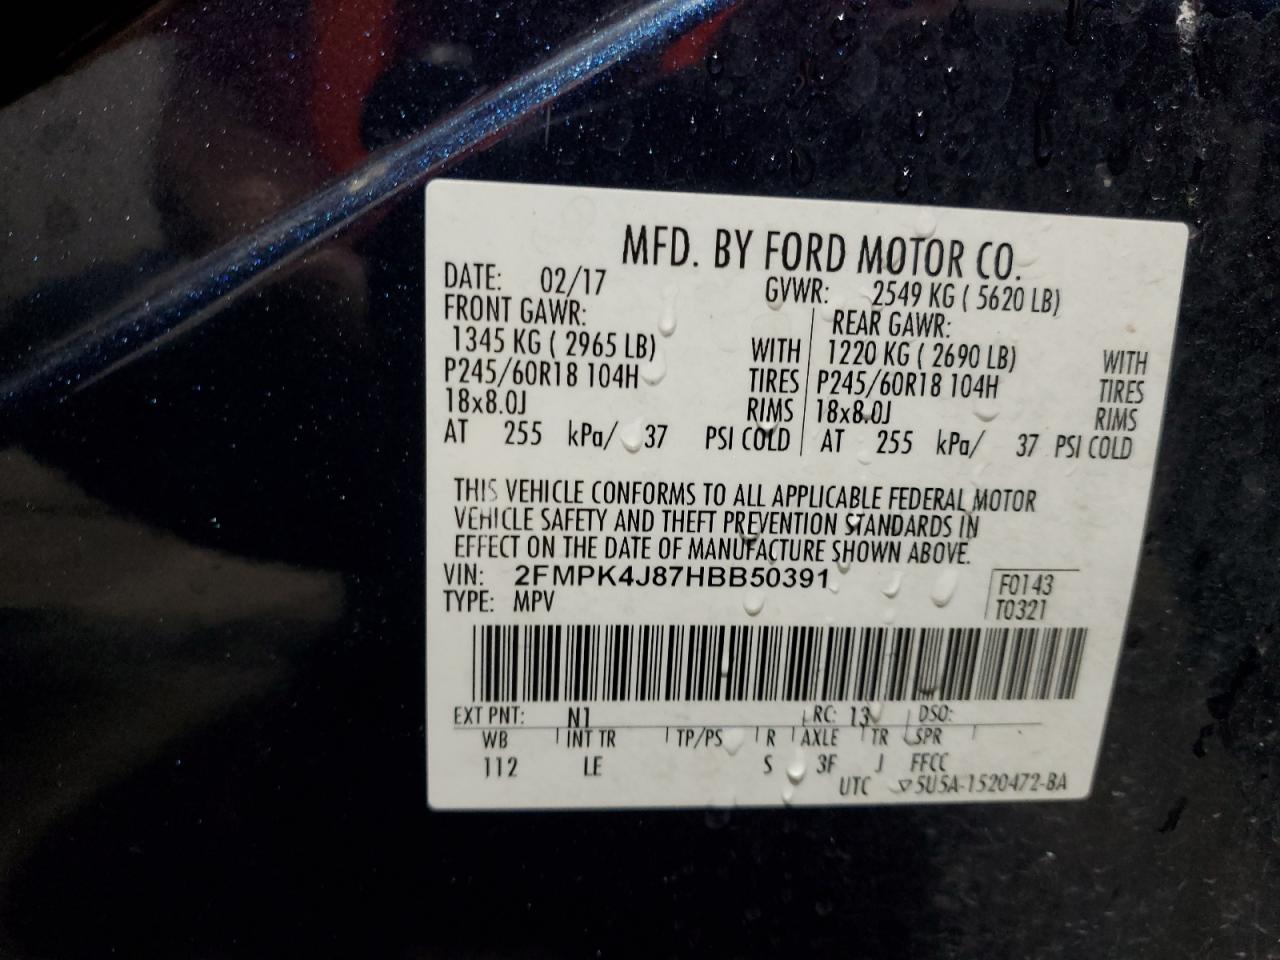 MFD. BY FORD MOTOR CO.
DATE: 02/17 GVWR: 2549 KG ( 5620 LB)
FRONT GAWR: REAR GAWR:
1345 KG ( 2965 LB) WITH 1220 KG ( 2690 LB) WITH
P245/60R18 104H TIRES P245/60R18 104H TIRES
18x8.0J RIMS 18x8.0J RIMS
AT 255 kPa/ 37 PSI COLD AT 255 kPa/ 37 PSI COLD
THIS VEHICLE CONFORMS TO ALL APPLICABLE FEDERAL MOTOR
VEHICLE SAFETY AND THEFT PREVENTION STANDARDS IN
EFFECT ON THE DATE OF MANUFACTURE SHOWN ABOVE.
VIN: 2FMPK4J87HBB50391 F0143
TYPE: MPV T0321
EXT PNT: N1 RC: 13 DSO:
WB INT TR TP/PS R AXLE TR SPR
112 LE S 3F J FFCC
UTC ▽5U5A-1520472-BA